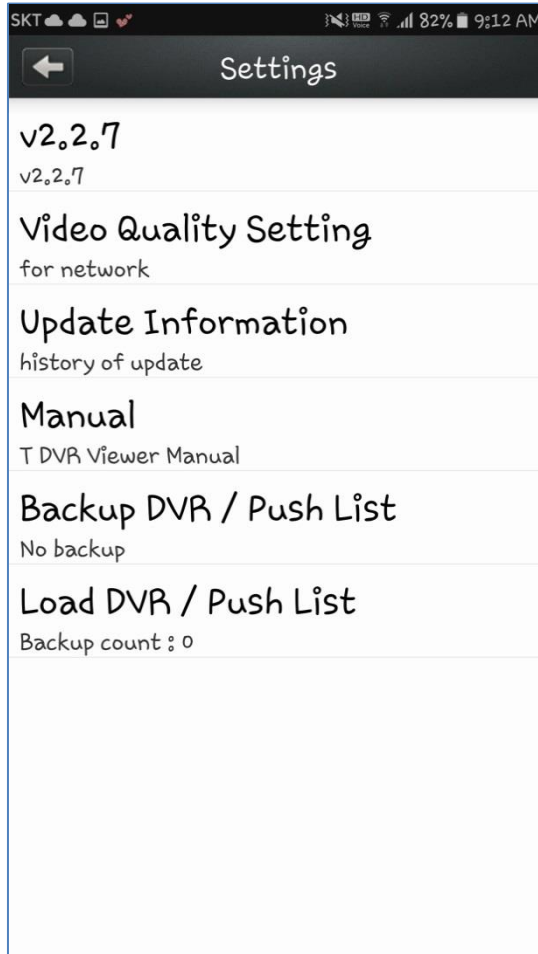 SKT HD Voice 82% 9:12 AM
Settings
v2.2.7
v2.2.7
Video Quality Setting
for network
Update Information
history of update
Manual
T DVR Viewer Manual
Backup DVR / Push List
No backup
Load DVR / Push List
Backup count : 0